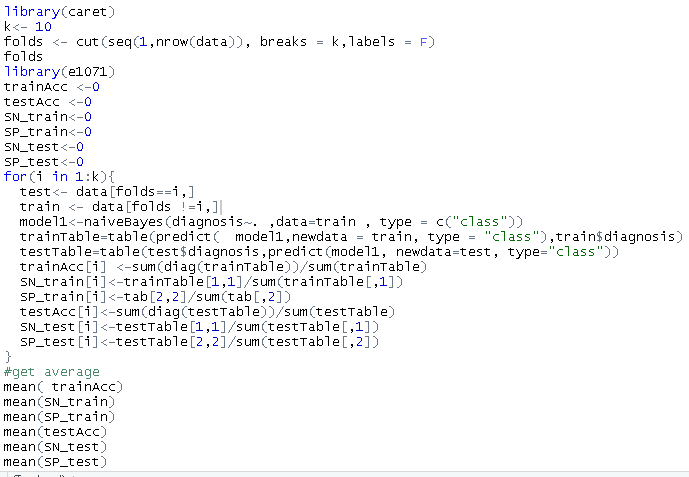 library(caret)
k<- 10
folds <- cut(seq(1,nrow(data)), breaks = k,labels = F)
folds
library(e1071)
trainAcc <-0
testAcc <-0
SN_train<-0
SP_train<-0
SN_test<-0
SP_test<-0
for(i in 1:k){
  test<- data[folds==i,]
  train <- data[folds !=i,]
  model1<-naiveBayes(diagnosis~. ,data=train , type = c("class"))
  trainTable=table(predict(  model1,newdata = train, type = "class"),train$diagnosis)
  testTable=table(test$diagnosis,predict(model1, newdata=test, type="class"))
  trainAcc[i] <-sum(diag(trainTable))/sum(trainTable)
  SN_train[i]<-trainTable[1,1]/sum(trainTable[,1])
  SP_train[i]<-tab[2,2]/sum(tab[,2])
  testAcc[i]<-sum(diag(testTable))/sum(testTable)
  SN_test[i]<-testTable[1,1]/sum(testTable[,1])
  SP_test[i]<-testTable[2,2]/sum(testTable[,2])
}
#get average
mean( trainAcc)
mean(SN_train)
mean(SP_train)
mean(testAcc)
mean(SN_test)
mean(SP_test)